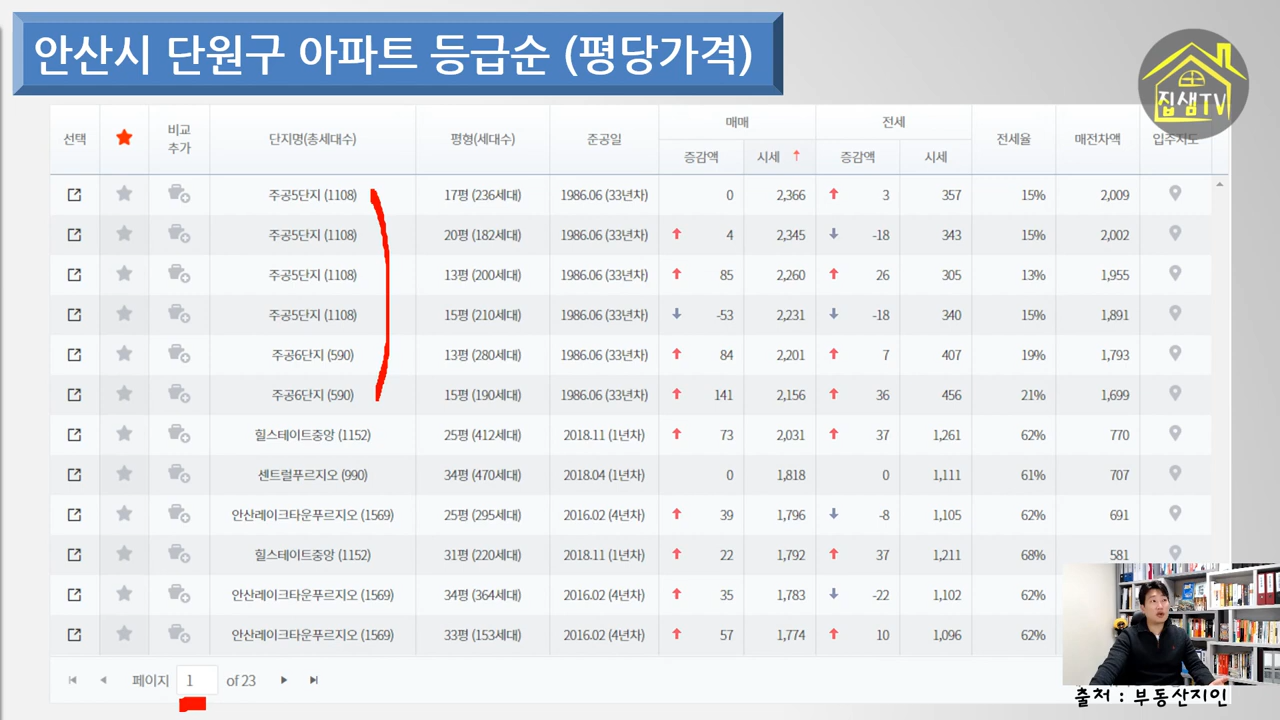 안산시 단원구 아파트 등급순 (평당가격)
집샘TV
선택 ★ 비교 추가 단지명(총세대수) 평형(세대수) 준공일 매매 전세 전세율 매전차액 입주지도
증감액 시세 ↑ 증감액 시세
주공5단지 (1108) 17평 (236세대) 1986.06 (33년차) 0 2,366 ↑ 3 357 15% 2,009
주공5단지 (1108) 20평 (182세대) 1986.06 (33년차) ↑ 4 2,345 ↓ -18 343 15% 2,002
주공5단지 (1108) 13평 (200세대) 1986.06 (33년차) ↑ 85 2,260 ↑ 26 305 13% 1,955
주공5단지 (1108) 15평 (210세대) 1986.06 (33년차) ↓ -53 2,231 ↓ -18 340 15% 1,891
주공6단지 (590) 13평 (280세대) 1986.06 (33년차) ↑ 84 2,201 ↑ 7 407 19% 1,793
주공6단지 (590) 15평 (190세대) 1986.06 (33년차) ↑ 141 2,156 ↑ 36 456 21% 1,699
힐스테이트중앙 (1152) 25평 (412세대) 2018.11 (1년차) ↑ 73 2,031 ↑ 37 1,261 62% 770
센트럴푸르지오 (990) 34평 (470세대) 2018.04 (1년차) 0 1,818 0 1,111 61% 707
안산레이크타운푸르지오 (1569) 25평 (295세대) 2016.02 (4년차) ↑ 39 1,796 ↓ -8 1,105 62% 691
힐스테이트중앙 (1152) 31평 (220세대) 2018.11 (1년차) ↑ 22 1,792 ↑ 37 1,211 68% 581
안산레이크타운푸르지오 (1569) 34평 (364세대) 2016.02 (4년차) ↑ 35 1,783 ↓ -22 1,102 62%
안산레이크타운푸르지오 (1569) 33평 (153세대) 2016.02 (4년차) ↑ 57 1,774 ↑ 10 1,096 62%
페이지 1 of 23
출처 : 부동산지인